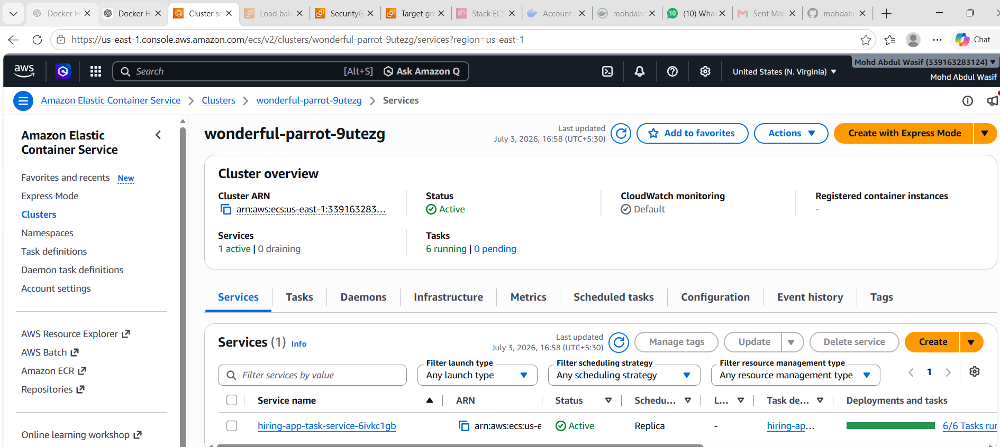 Docker H
Docker H
Cluster se
Load bala
SecurityG
Target gro
Stack ECS
Account i
mohdabd
(10) What
Sent Mail
mohdabd
https://us-east-1.console.aws.amazon.com/ecs/v2/clusters/wonderful-parrot-9utezg/services?region=us-east-1
Chat
aws
Search
[Alt+S]
Ask Amazon Q
United States (N. Virginia)
Mohd Abdul Wasif (339163283124)
Mohd Abdul Wasif
Amazon Elastic Container Service
Clusters
wonderful-parrot-9utezg
Services
Amazon Elastic
Container Service
Favorites and recents New
Express Mode
Clusters
Namespaces
Task definitions
Daemon task definitions
Account settings
AWS Resource Explorer
AWS Batch
Amazon ECR
Repositories
Online learning workshop
wonderful-parrot-9utezg
Last updated
July 3, 2026, 16:58 (UTC+5:30)
Add to favorites
Actions
Create with Express Mode
Cluster overview
Cluster ARN
arn:aws:ecs:us-east-1:339163283...
Status
Active
CloudWatch monitoring
Default
Registered container instances
-
Services
1 active | 0 draining
Tasks
6 running | 0 pending
Services
Tasks
Daemons
Infrastructure
Metrics
Scheduled tasks
Configuration
Event history
Tags
Services (1) Info
Last updated
July 3, 2026, 16:58 (UTC+5:30)
Manage tags
Update
Delete service
Create
Filter services by value
Filter launch type
Any launch type
Filter scheduling strategy
Any scheduling strategy
Filter resource management type
Any resource management type
1
Service name
ARN
Status
Schedu...
L...
Task de...
Deployments and tasks
hiring-app-task-service-6ivkc1gb
arn:aws:ecs:us-e
Active
Replica
-
hiring-ap...
6/6 Tasks run